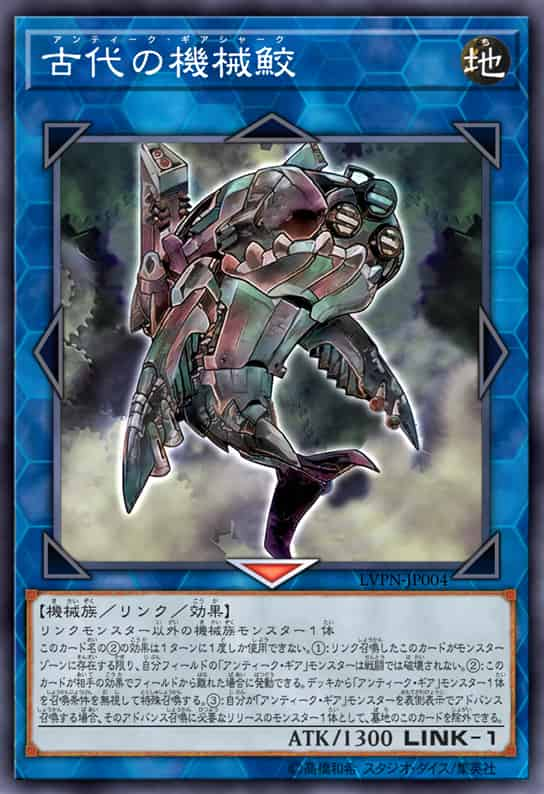 アンティーク・ギアシャーク
古代の機械鮫
ち
地
LVPN-JP004
【機械族／リンク／効果】
リンクモンスター以外の機械族モンスター１体
このカード名の②の効果は１ターンに１度しか使用できない。①：リンク召喚したこのカードがモンスター
ゾーンに存在する限り、自分フィールドの「アンティーク・ギア」モンスターは戦闘では破壊されない。②：この
カードが相手の効果でフィールドから離れた場合に発動できる。デッキから「アンティーク・ギア」モンスター１体
を召喚条件を無視して特殊召喚する。③：自分が「アンティーク・ギア」モンスターを表側表示でアドバンス
召喚する場合、そのアドバンス召喚に必要なリリースのモンスター１体として、墓地のこのカードを除外できる。
ATK/1300 LINK-1
©高橋和希 スタジオ・ダイス/集英社